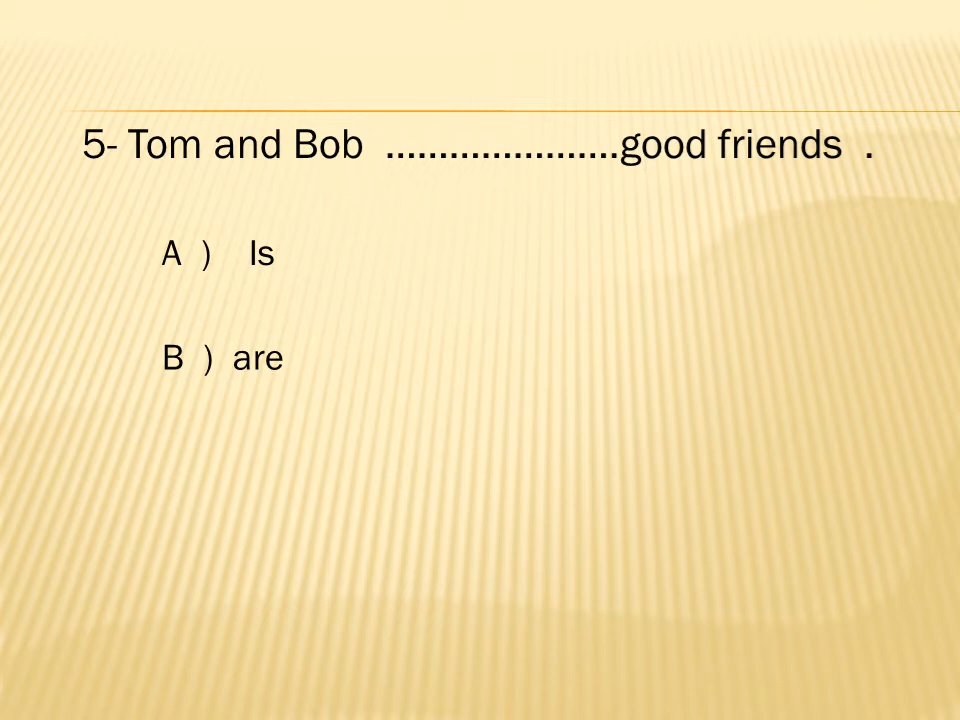 5- Tom and Bob ......................good friends .
A ) Is
B ) are